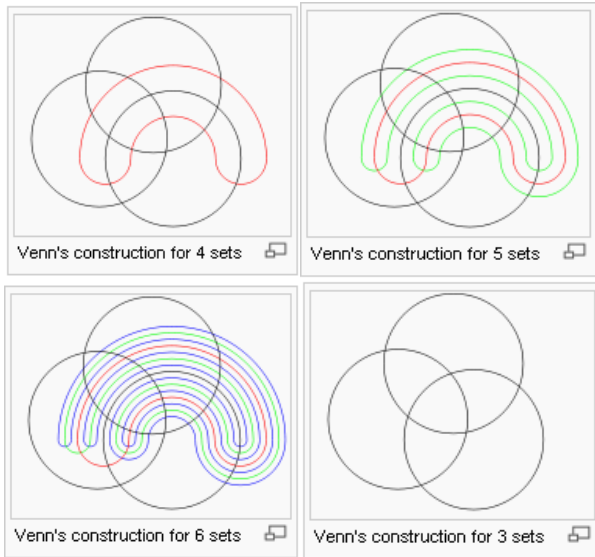 Venn's construction for 4 sets
Venn's construction for 5 sets
Venn's construction for 6 sets
Venn's construction for 3 sets